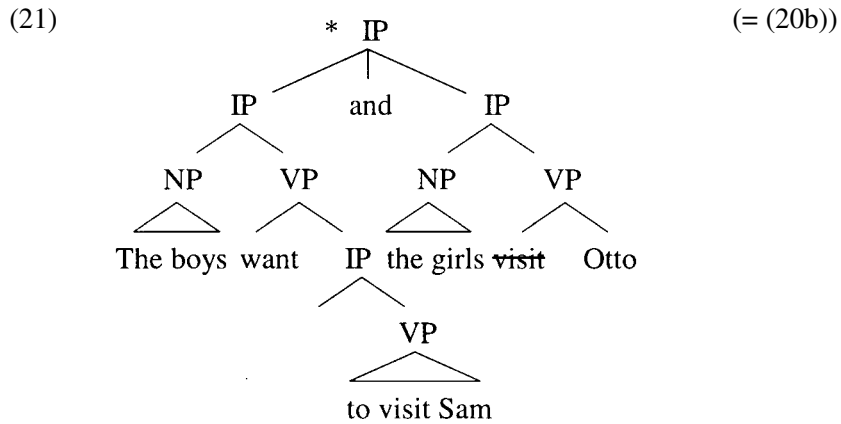 (21) * IP (= (20b))
IP and IP
NP VP NP VP
The boys want IP the girls visit Otto
VP
to visit Sam